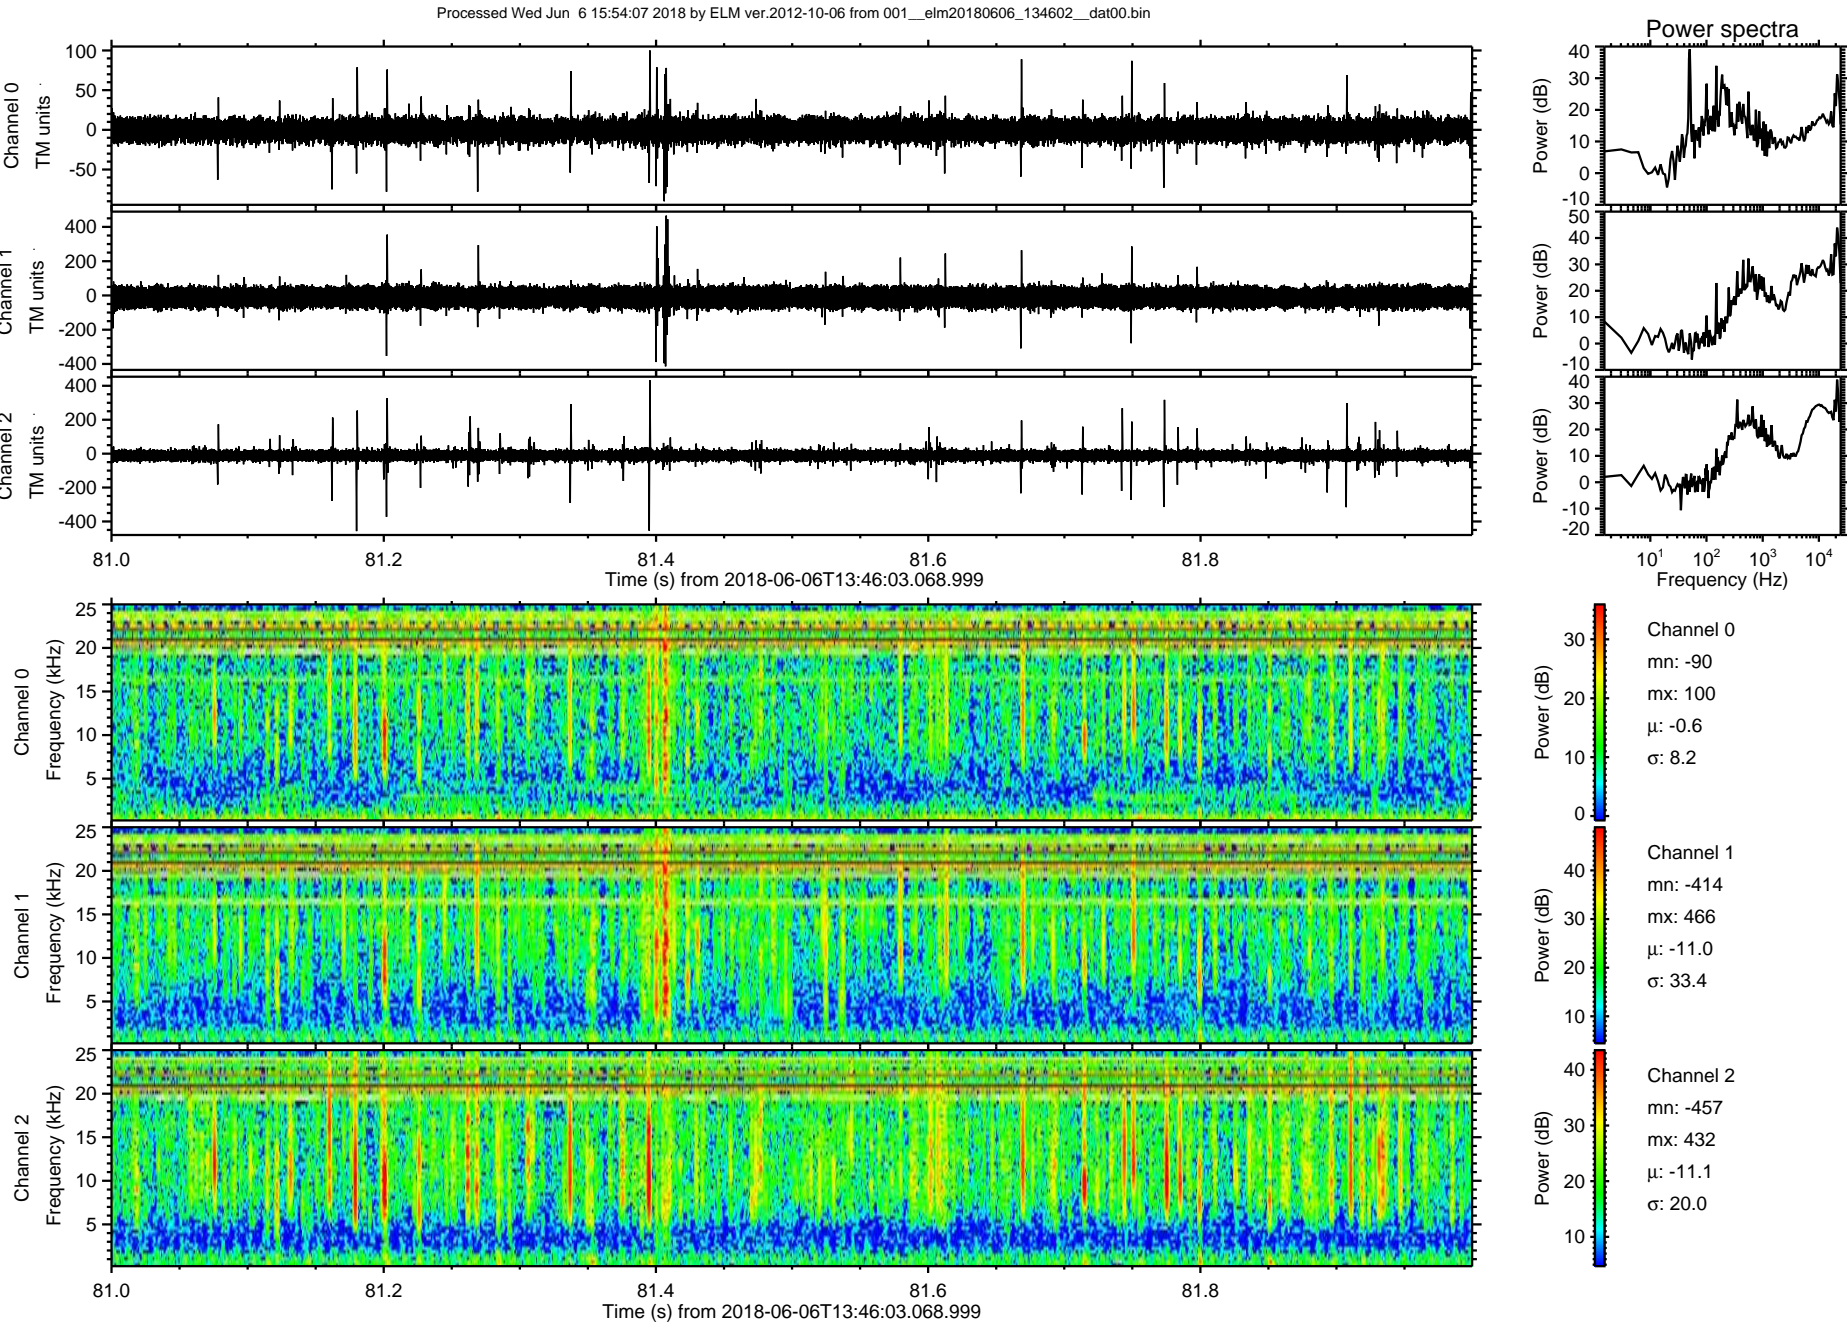 Processed Wed Jun  6 15:54:07 2018 by ELM ver.2012-10-06 from 001__elm20180606_134602__dat00.bin
Power spectra
Channel 0
TM units
100
50
0
-50
Power (dB)
40
30
20
10
0
-10
Channel 1
TM units
400
200
0
-200
-400
Power (dB)
50
40
30
20
10
0
-10
Channel 2
TM units
400
200
0
-200
-400
Power (dB)
40
30
20
10
0
-10
-20
81.0 81.2 81.4 81.6 81.8
Time (s) from 2018-06-06T13:46:03.068.999
10^1 10^2 10^3 10^4
Frequency (Hz)
Channel 0
Frequency (kHz)
25
20
15
10
5
Power (dB)
30
20
10
0
Channel 0
mn: -90
mx: 100
μ: -0.6
σ: 8.2
Channel 1
Frequency (kHz)
25
20
15
10
5
Power (dB)
40
30
20
10
Channel 1
mn: -414
mx: 466
μ: -11.0
σ: 33.4
Channel 2
Frequency (kHz)
25
20
15
10
5
Power (dB)
40
30
20
10
Channel 2
mn: -457
mx: 432
μ: -11.1
σ: 20.0
81.0 81.2 81.4 81.6 81.8
Time (s) from 2018-06-06T13:46:03.068.999